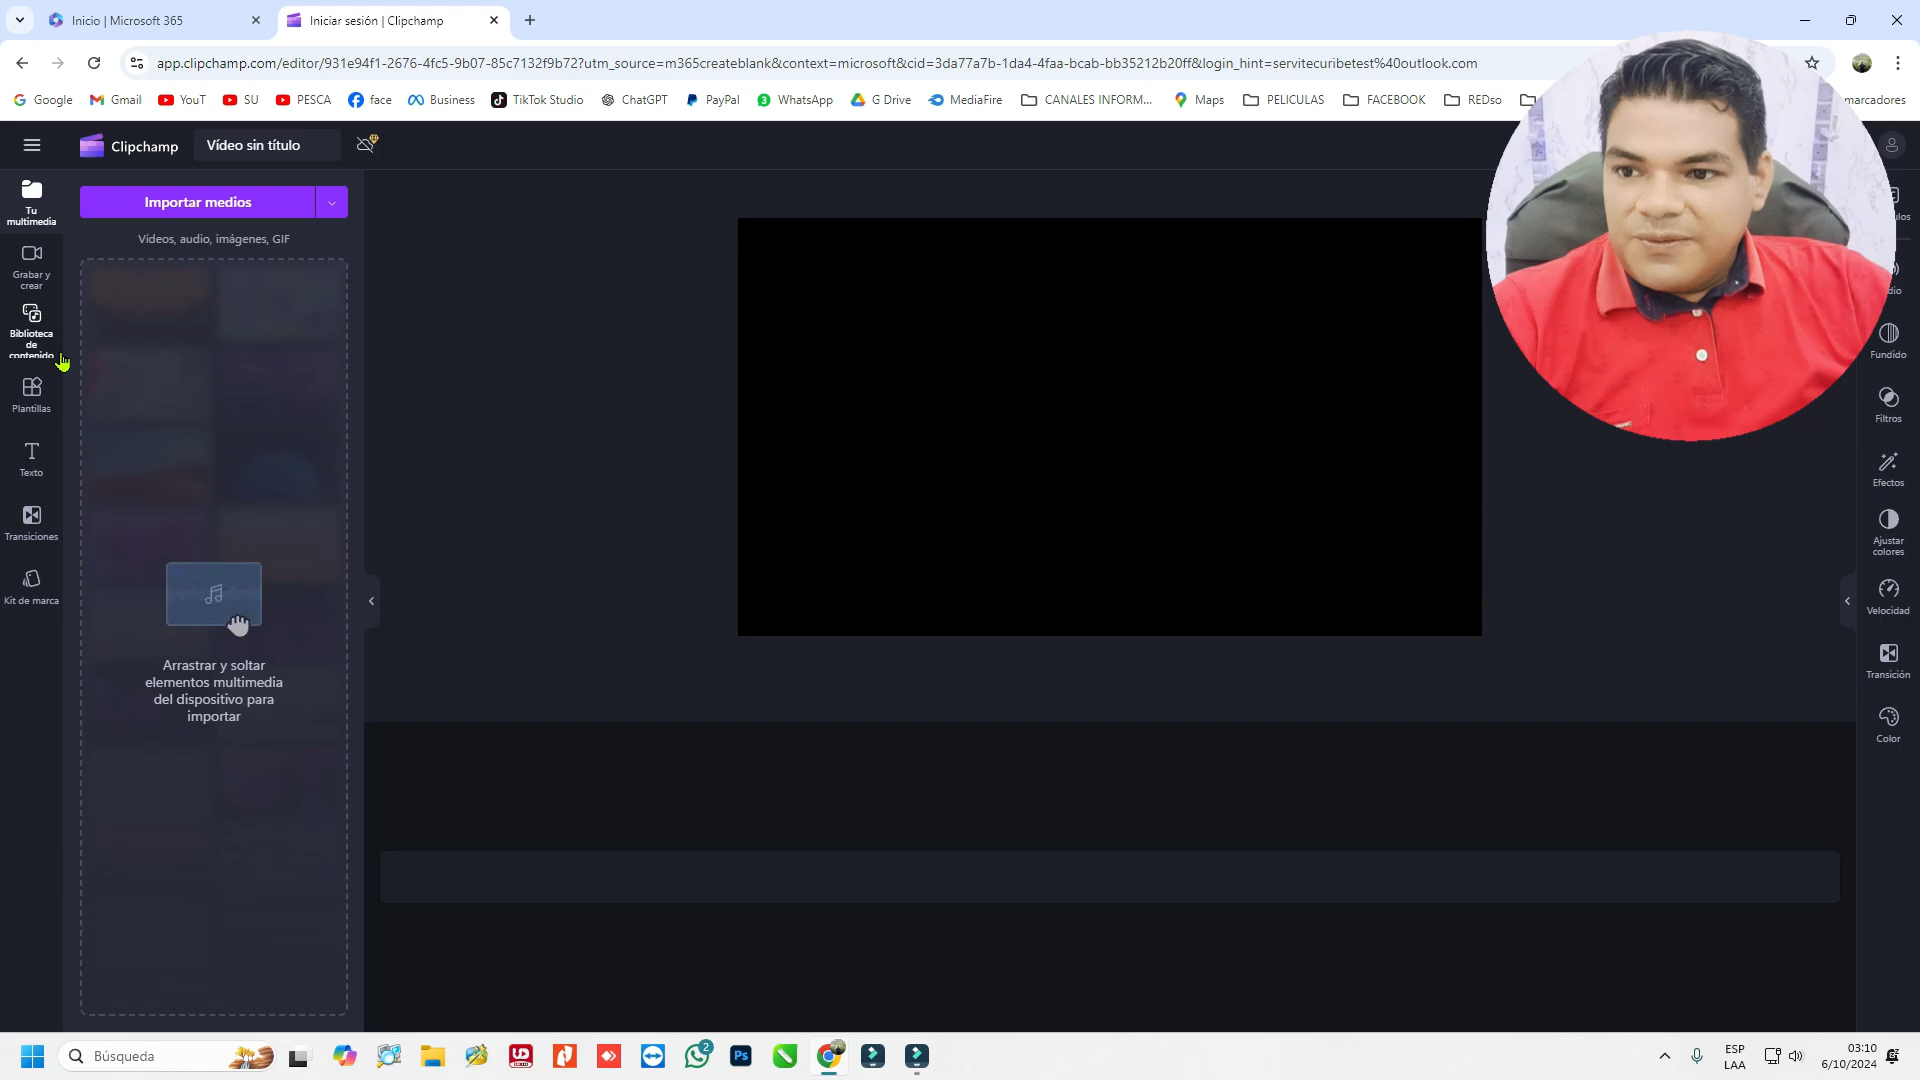 Inicio | Microsoft 365
Iniciar sesión | Clipchamp
app.clipchamp.com/editor/931e94f1-2676-4fc5-9b07-85c7132f9b72?utm_source=m365createblank&context=microsoft&cid=3da77a7b-1da4-4faa-bcab-bb35212b20ff&login_hint=servitecuribetest%40outlook.com
Google Gmail YouT SU PESCA face Business TikTok Studio ChatGPT PayPal 3 WhatsApp G Drive MediaFire CANALES INFORM... Maps PELICULAS FACEBOOK REDso marcadores
Clipchamp
Vídeo sin título
Tu
multimedia
Grabar y
crear
Biblioteca
de
contenido
Plantillas
Texto
Transiciones
Kit de marca
Importar medios
Vídeos, audio, imágenes, GIF
Arrastrar y soltar
elementos multimedia
del dispositivo para
importar
Fundido
Filtros
Efectos
Ajustar
colores
Velocidad
Transición
Color
Búsqueda
UD
2
Ps
ESP
LAA
03:10
6/10/2024